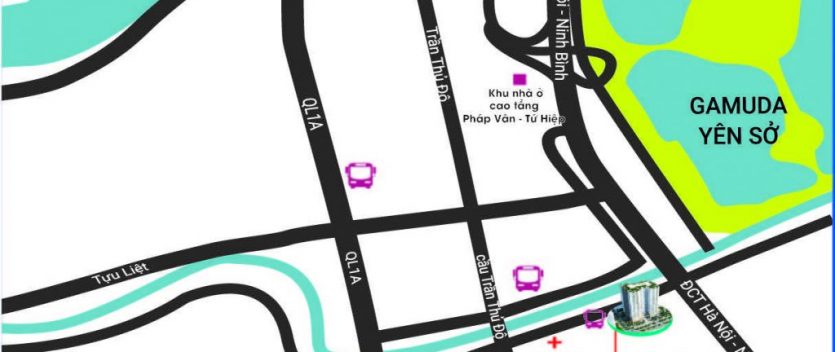 ội - Ninh Bình
Trần Thủ Độ
QL1A
Khu nhà ở
cao tầng
Pháp Vân - Tứ Hiệp
GAMUDA
YÊN SỞ
Tựu Liệt
QL1A
cầu Trần Thủ Độ
ĐCT Hà Nội - N